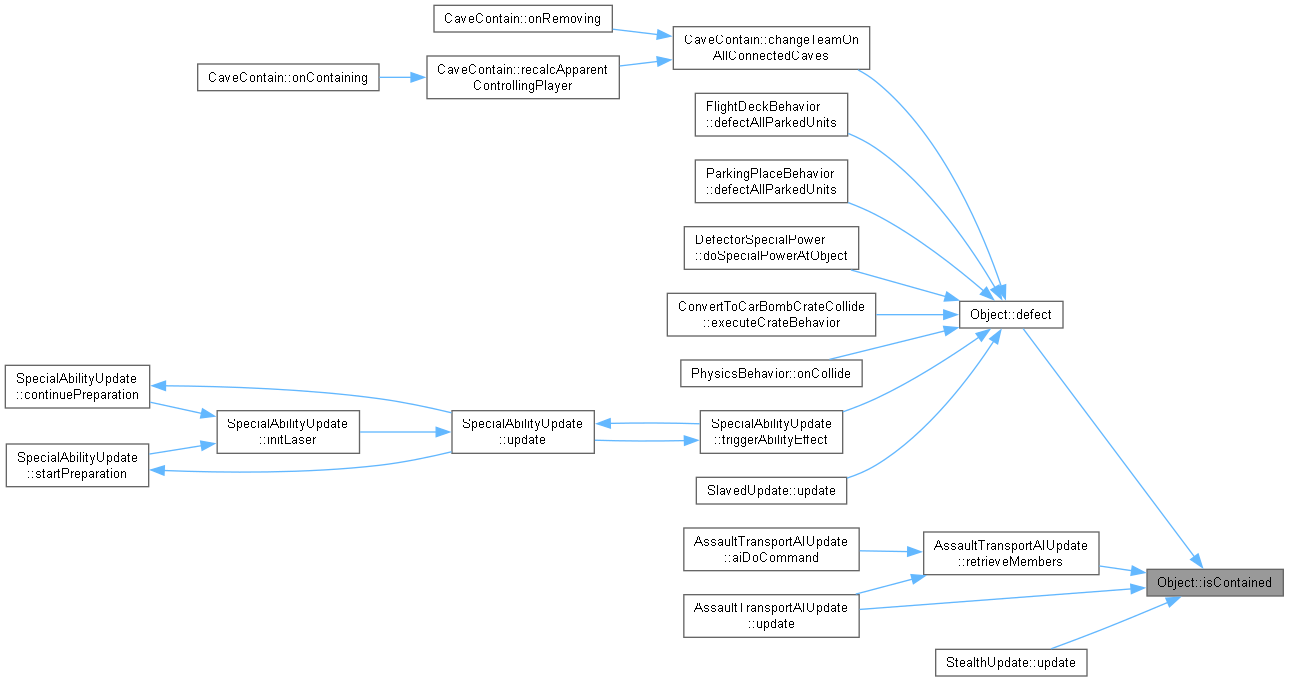 CaveContain::onRemoving
CaveContain::changeTeamOn
AllConnectedCaves
CaveContain::onContaining
CaveContain::recalcApparent
ControllingPlayer
FlightDeckBehavior
::defectAllParkedUnits
ParkingPlaceBehavior
::defectAllParkedUnits
DefectorSpecialPower
::doSpecialPowerAtObject
ConvertToCarBombCrateCollide
::executeCrateBehavior
Object::defect
PhysicsBehavior::onCollide
SpecialAbilityUpdate
::continuePreparation
SpecialAbilityUpdate
::initLaser
SpecialAbilityUpdate
::update
SpecialAbilityUpdate
::triggerAbilityEffect
SpecialAbilityUpdate
::startPreparation
SlavedUpdate::update
AssaultTransportAIUpdate
::aiDoCommand
AssaultTransportAIUpdate
::retrieveMembers
Object::isContained
AssaultTransportAIUpdate
::update
StealthUpdate::update